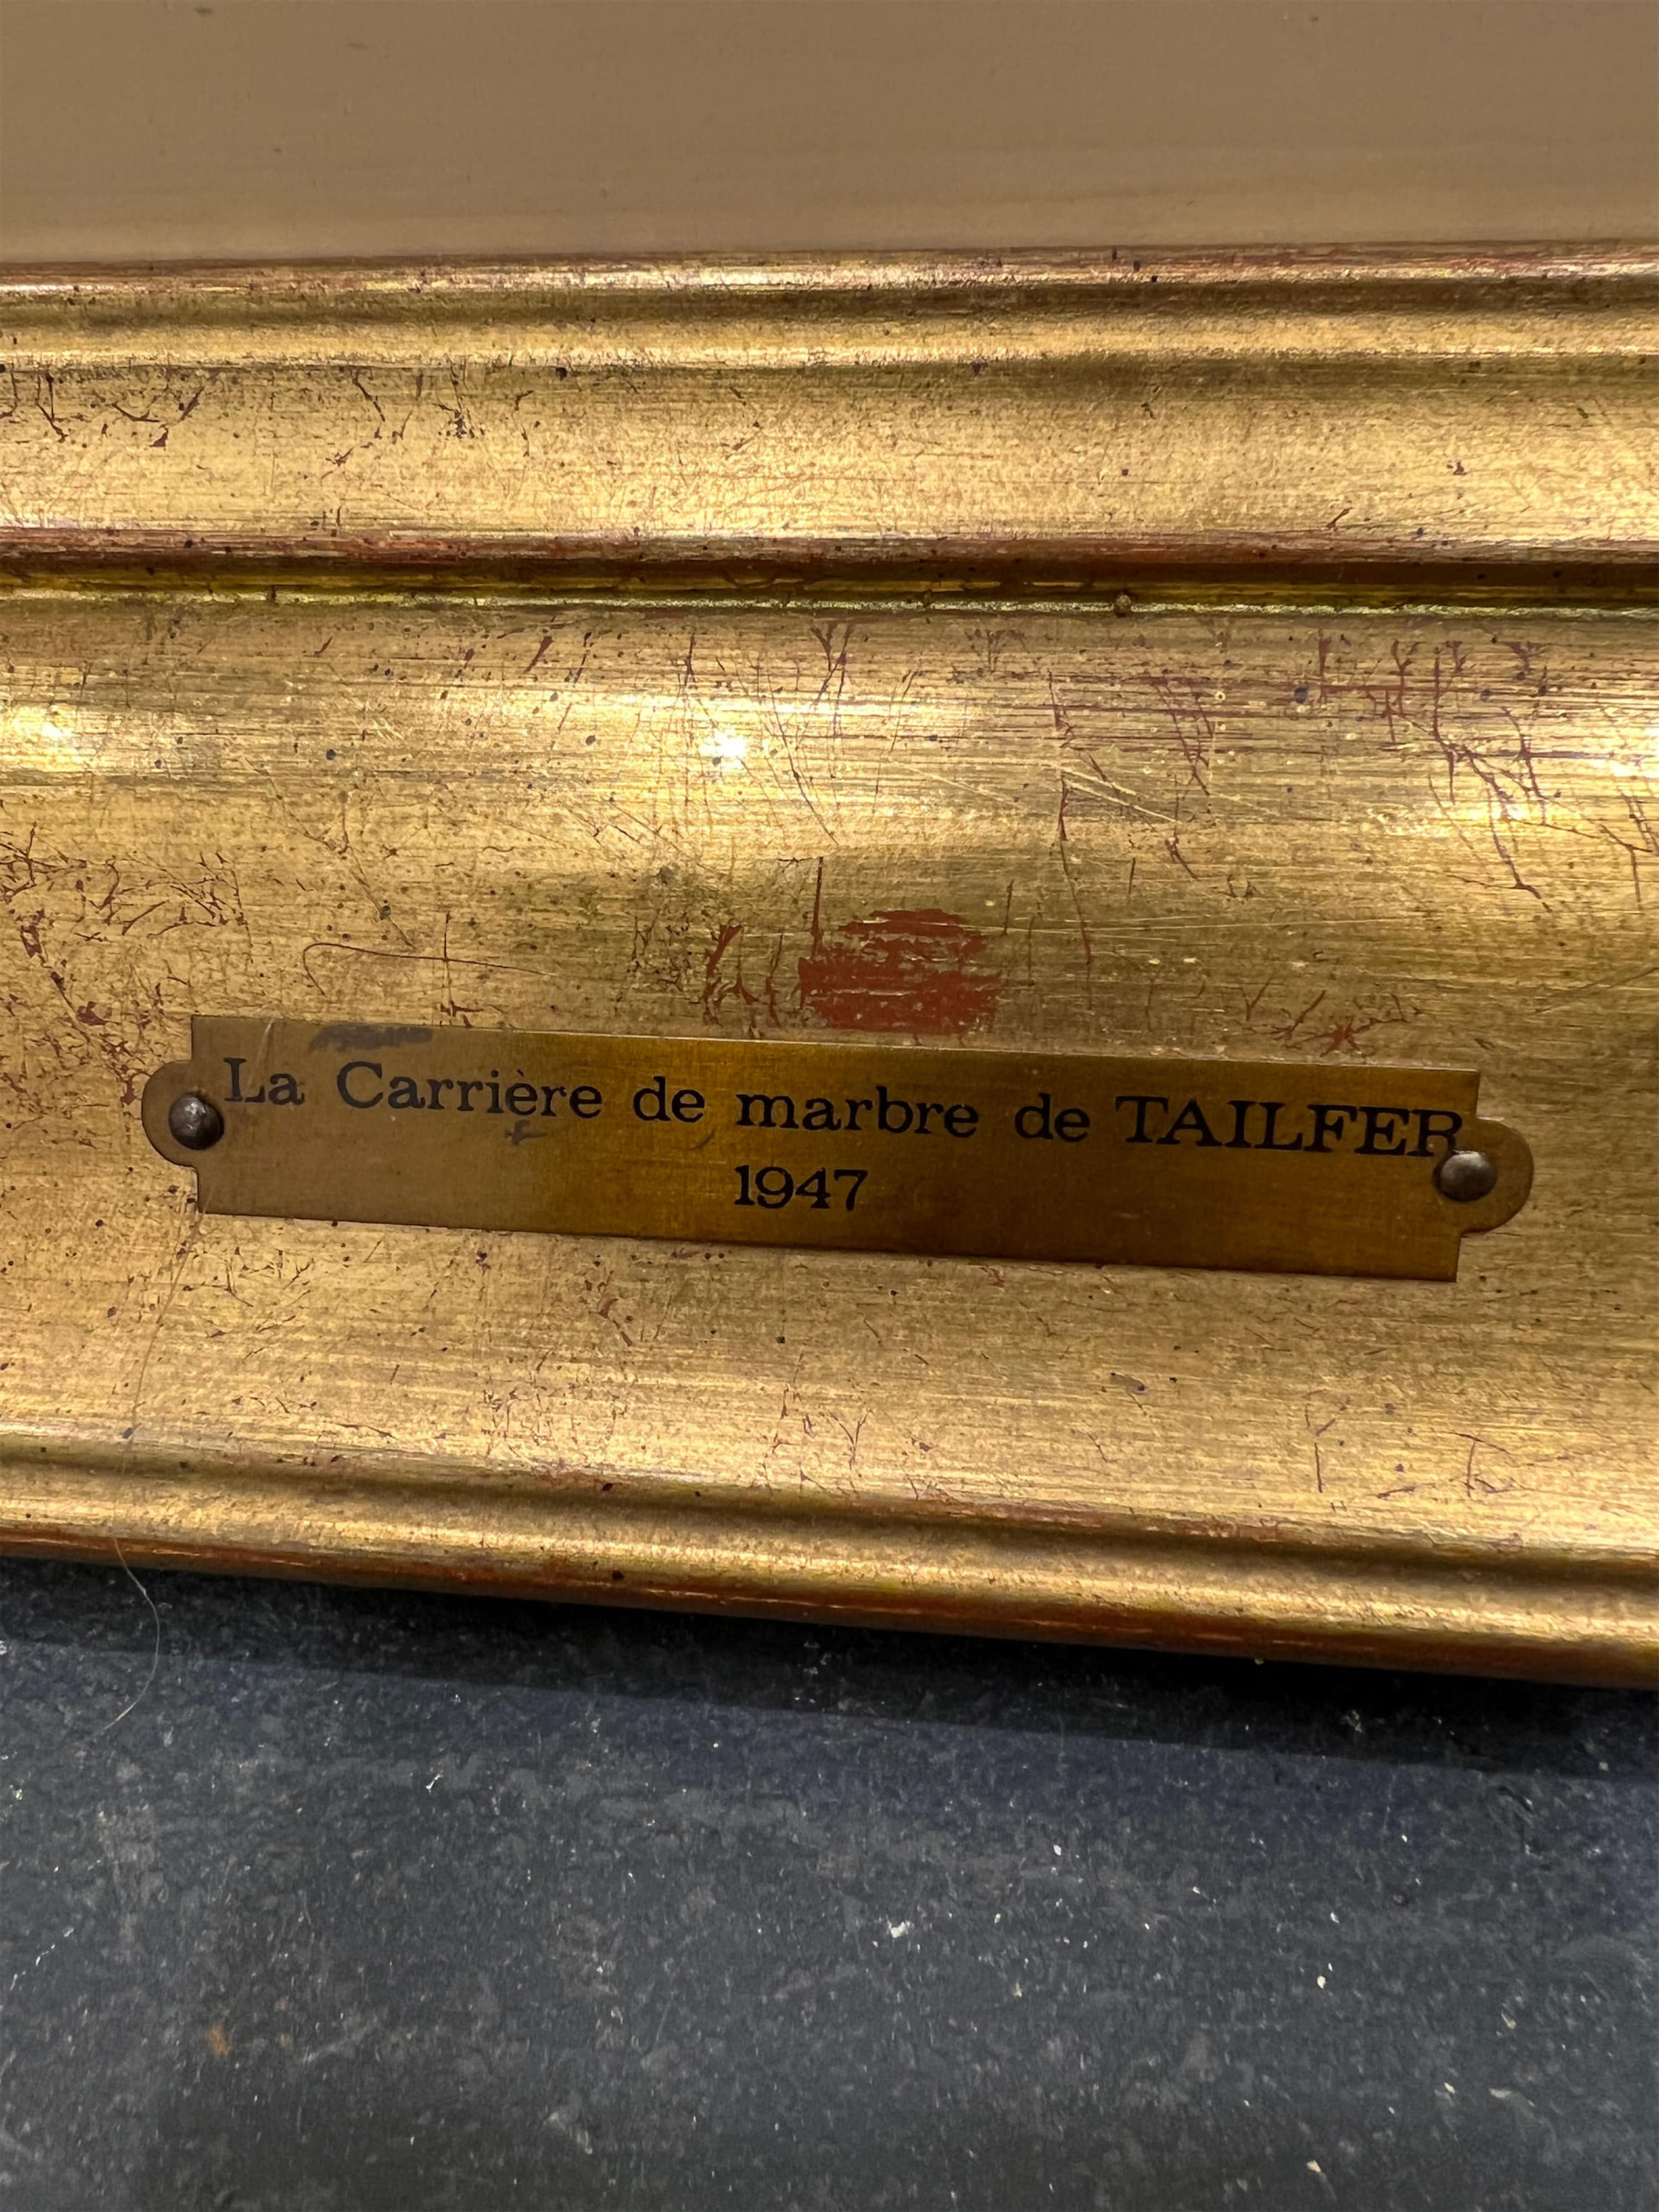 La Carrière de marbre de TAILFER
1947